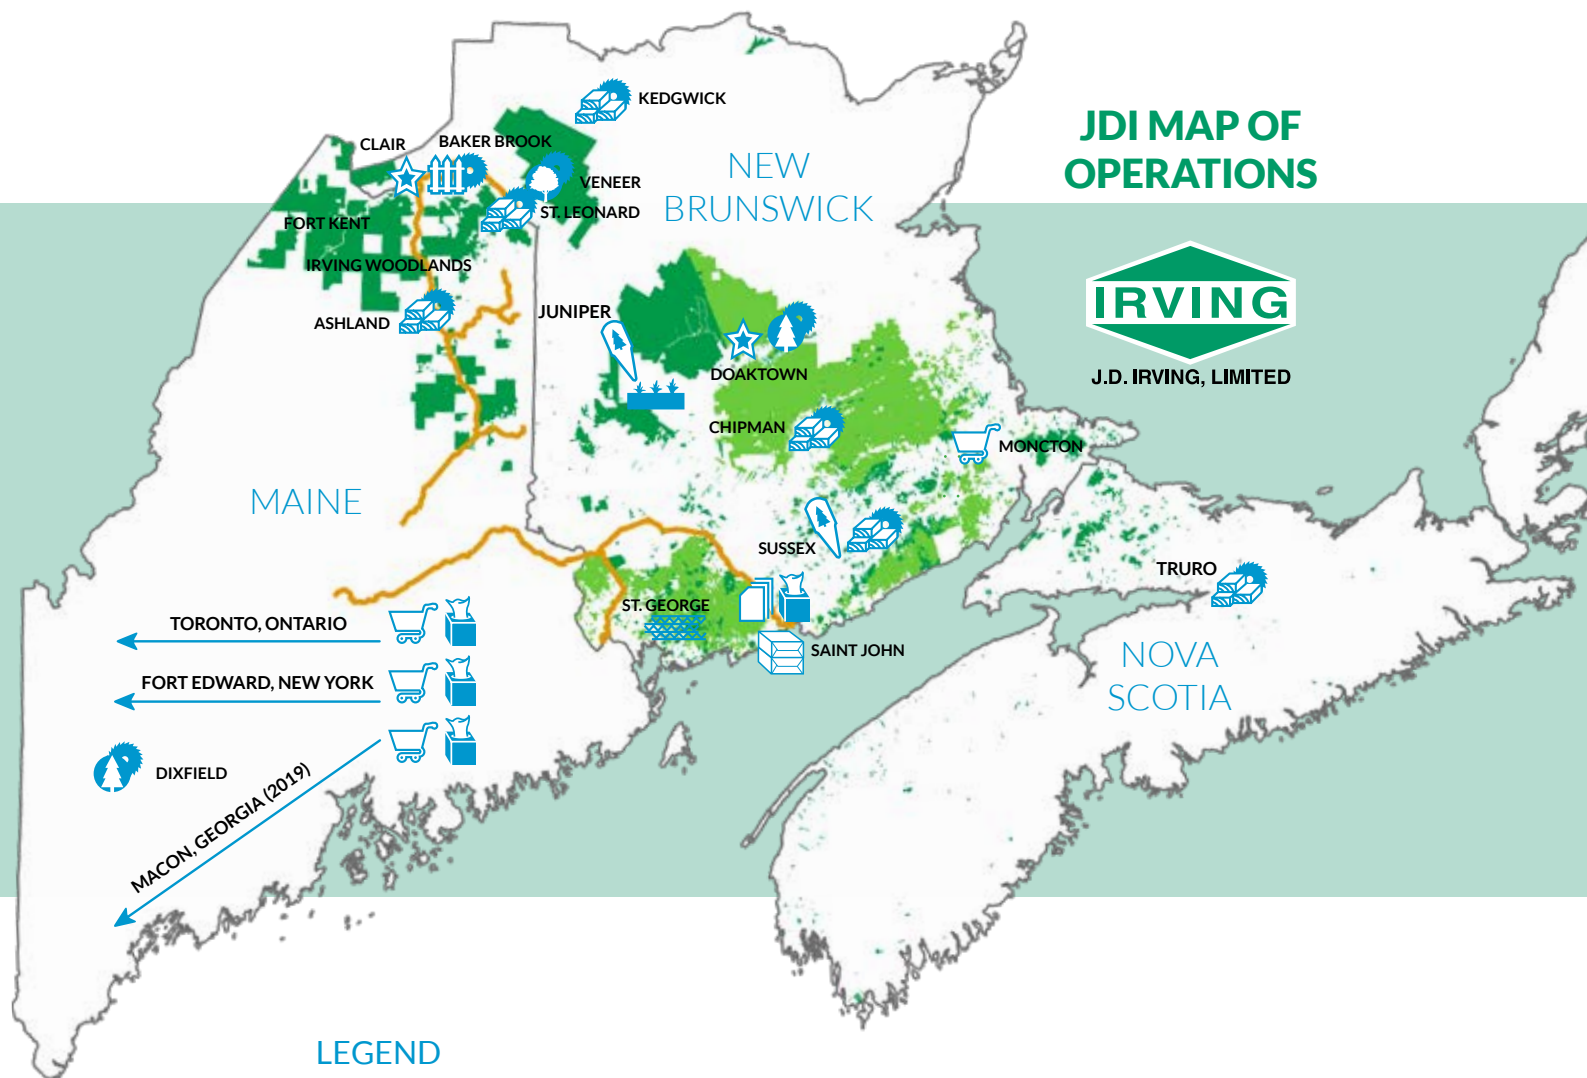 KEDGWICK
JDI MAP OF
OPERATIONS
CLAIR
BAKER BROOK
NEW
BRUNSWICK
VENEER
ST. LEONARD
FORT KENT
IRVING WOODLANDS
ASHLAND
JUNIPER
IRVING
J.D. IRVING, LIMITED
DOAKTOWN
CHIPMAN
MONCTON
MAINE
SUSSEX
TRURO
ST. GEORGE
TORONTO, ONTARIO
SAINT JOHN
NOVA
SCOTIA
FORT EDWARD, NEW YORK
DIXFIELD
MACON, GEORGIA (2019)
LEGEND